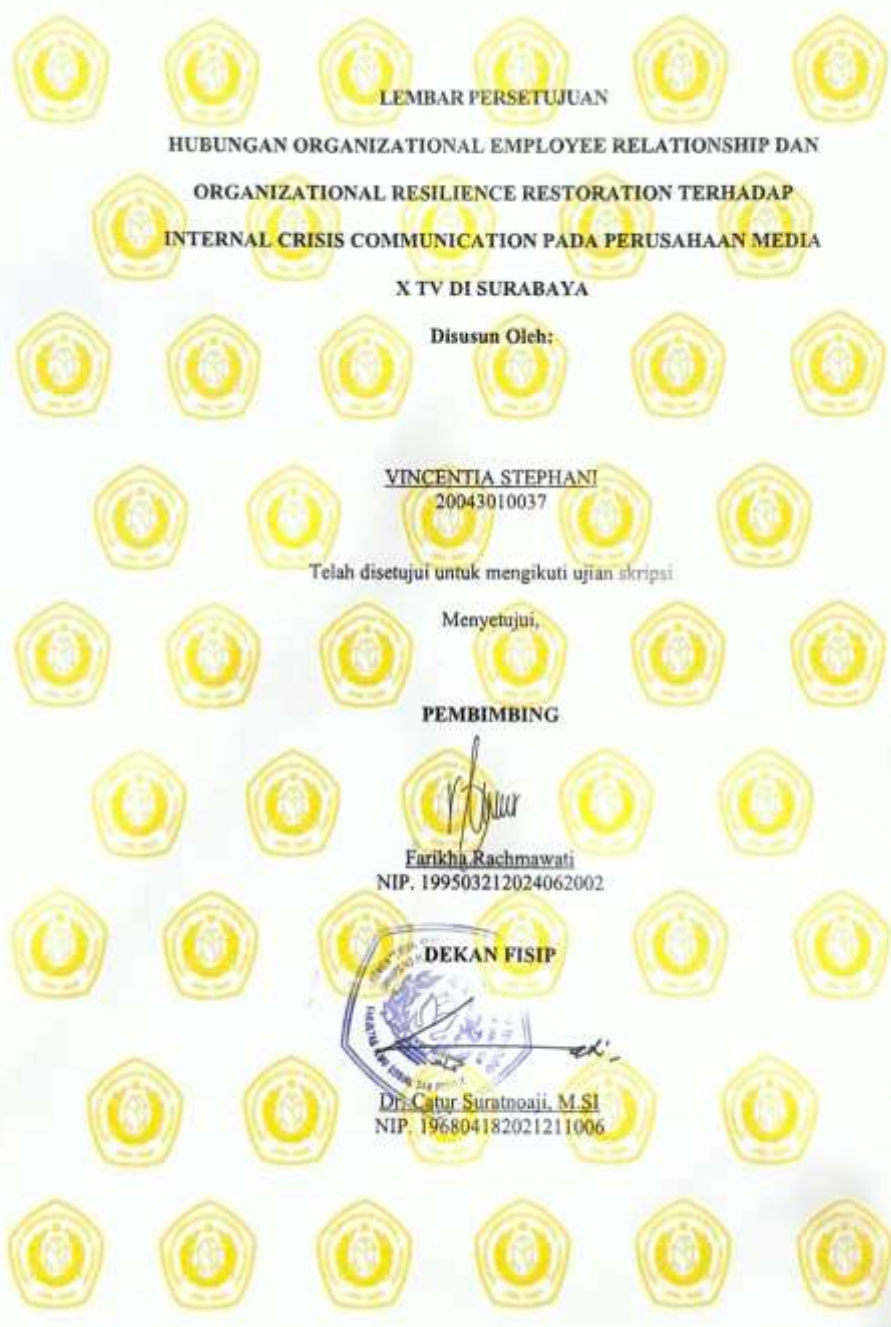 LEMBAR PERSETUJUAN
HUBUNGAN ORGANIZATIONAL EMPLOYEE RELATIONSHIP DAN
ORGANIZATIONAL RESILIENCE RESTORATION TERHADAP
INTERNAL CRISIS COMMUNICATION PADA PERUSAHAAN MEDIA
X TV DI SURABAYA
Disusun Oleh:
VINCENTIA STEPHANI
20043010037
Telah disetujui untuk mengikuti ujian skripsi
Menyetujui,
PEMBIMBING
Farikha Rachmawati
NIP. 199503212024062002
DEKAN FISIP
Dr. Catur Suratnoaji, M.SI
NIP. 196804182021211006